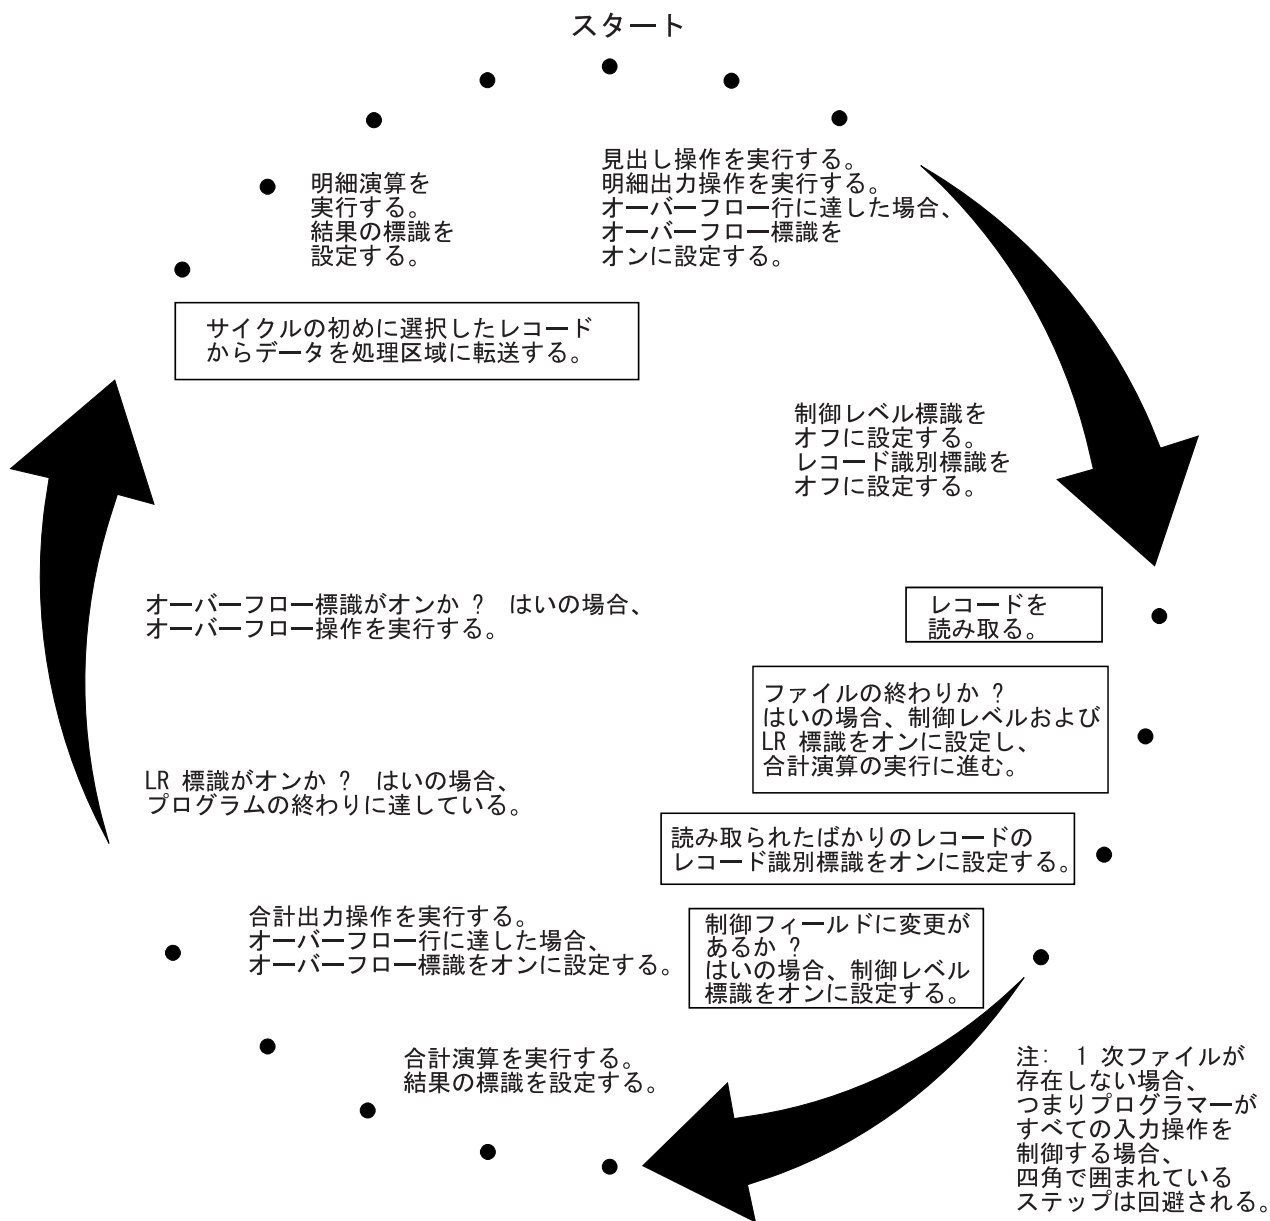 スタート
見出し操作を実行する。
明細出力操作を実行する。
オーバーフロー行に達した場合、
オーバーフロー標識を
オンに設定する。
制御レベル標識を
オフに設定する。
レコード識別標識を
オフに設定する。
レコードを
読み取る。
ファイルの終わりか ?
はいの場合、制御レベルおよび
LR 標識をオンに設定し、
合計演算の実行に進む。
読み取られたばかりのレコードの
レコード識別標識をオンに設定する。
制御フィールドに変更が
あるか ?
はいの場合、制御レベル
標識をオンに設定する。
合計演算を実行する。
結果の標識を設定する。
合計出力操作を実行する。
オーバーフロー行に達した場合、
オーバーフロー標識をオンに設定する。
LR 標識がオンか ? はいの場合、
プログラムの終わりに達している。
オーバーフロー標識がオンか ? はいの場合、
オーバーフロー操作を実行する。
サイクルの初めに選択したレコード
からデータを処理区域に転送する。
明細演算を
実行する。
結果の標識を
設定する。
注: 1 次ファイルが
存在しない場合、
つまりプログラマーが
すべての入力操作を
制御する場合、
四角で囲まれている
ステップは回避される。